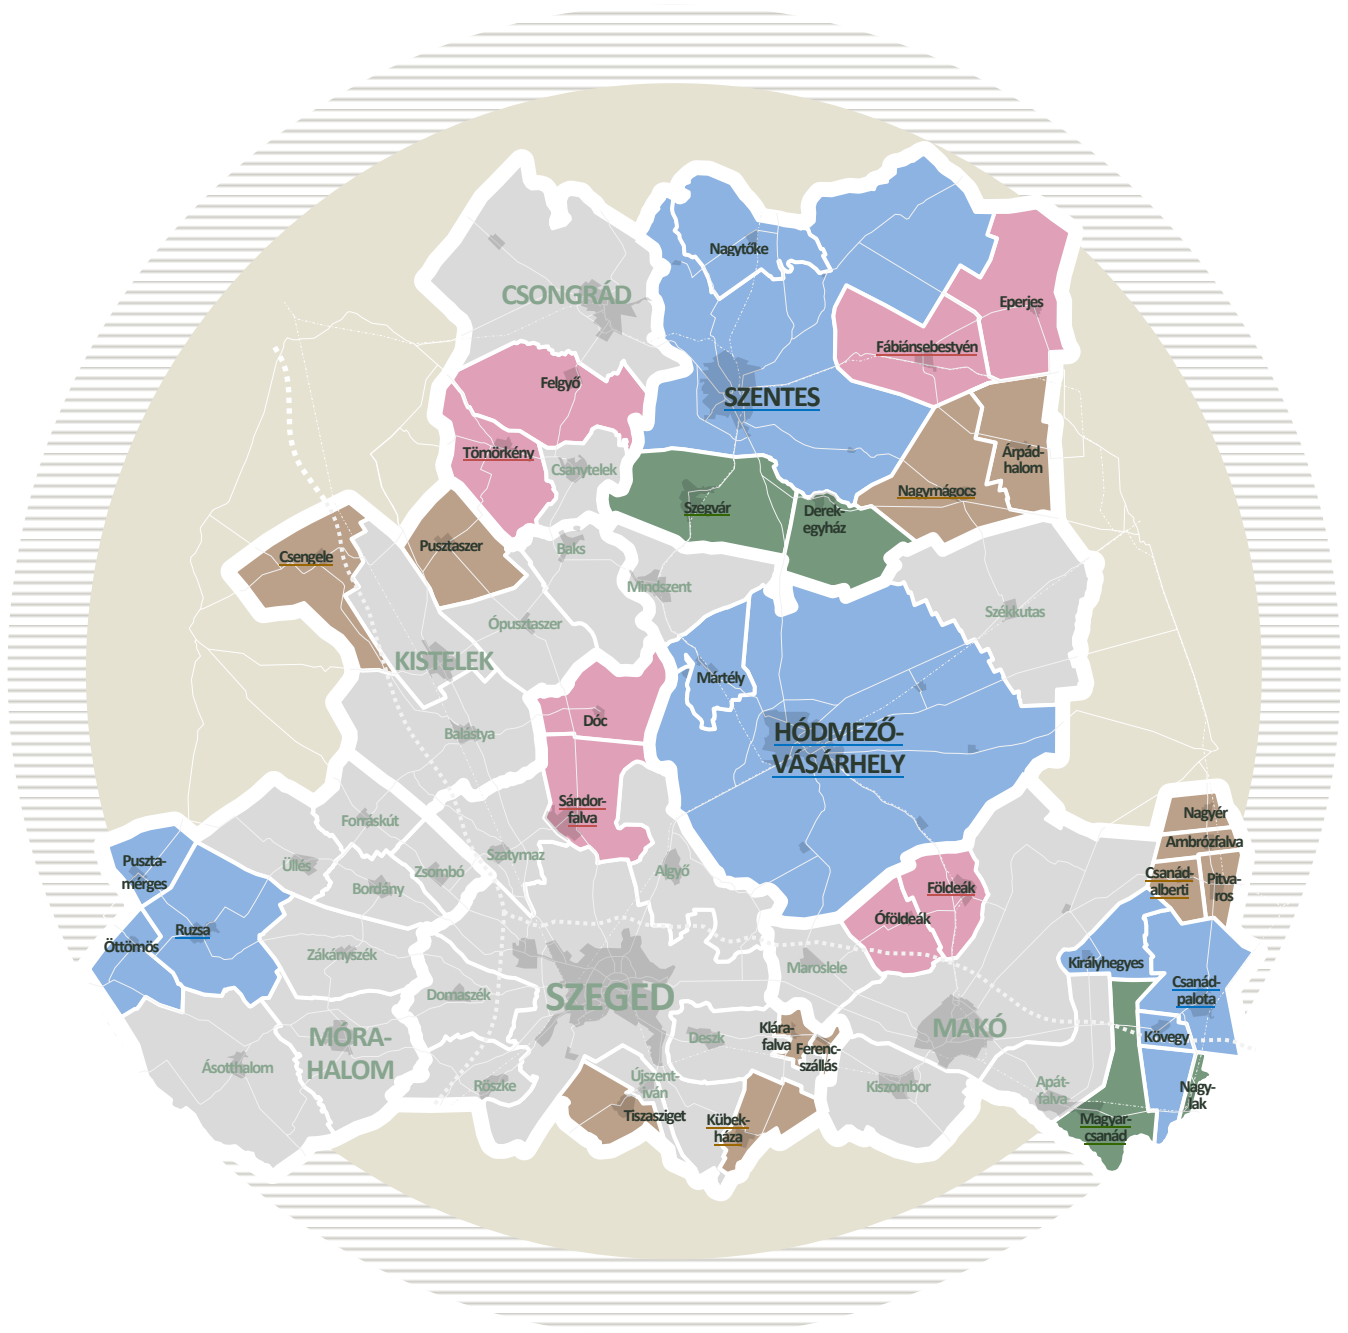 Nagytőke
CSONGRÁD
Eperjes
Fábiánsebestyén
Felgyő
SZENTES
Tömörkény
Csanytelek
Árpád-
halom
Nagymágocs
Szegvár
Derek-
egyház
Pusztaszer
Baks
Csengele
Mindszent
Székkutas
Ópusztaszer
KISTELEK
Mártély
Dóc
Balástya
HÓDMEZŐ-
VÁSÁRHELY
Sándor-
falva
Nagyér
Forráskút
Ambrózfalva
Szatymaz
Puszta-
mérges
Üllés
Zsombó
Algyő
Csanád-
alberti
Pitva-
ros
Bordány
Földeák
Óföldeák
Ruzsa
Öttömös
Zákányszék
Királyhegyes
Maroslele
Domaszék
SZEGED
Csanád-
palota
MÓRA-
HALOM
Deszk
Klára-
falva
MAKÓ
Kövegy
Ferenc-
szállás
Ásotthalom
Röszke
Újszent-
iván
Kiszombor
Apát-
falva
Nagy-
lak
Tiszasziget
Kübek-
háza
Magyar-
csanád